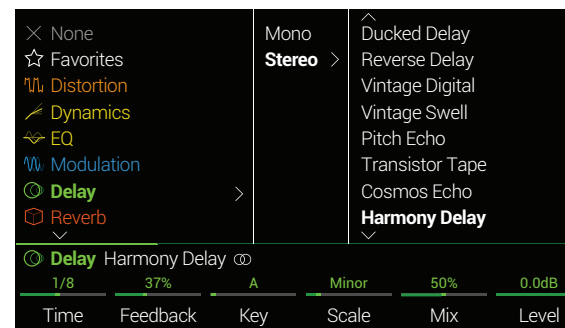 None
Favorites
Distortion
Dynamics
EQ
Modulation
Delay
Reverb
Mono
Stereo
Ducked Delay
Reverse Delay
Vintage Digital
Vintage Swell
Pitch Echo
Transistor Tape
Cosmos Echo
Harmony Delay
Delay Harmony Delay
1/8 37% A Minor 50% 0.0dB
Time Feedback Key Scale Mix Level